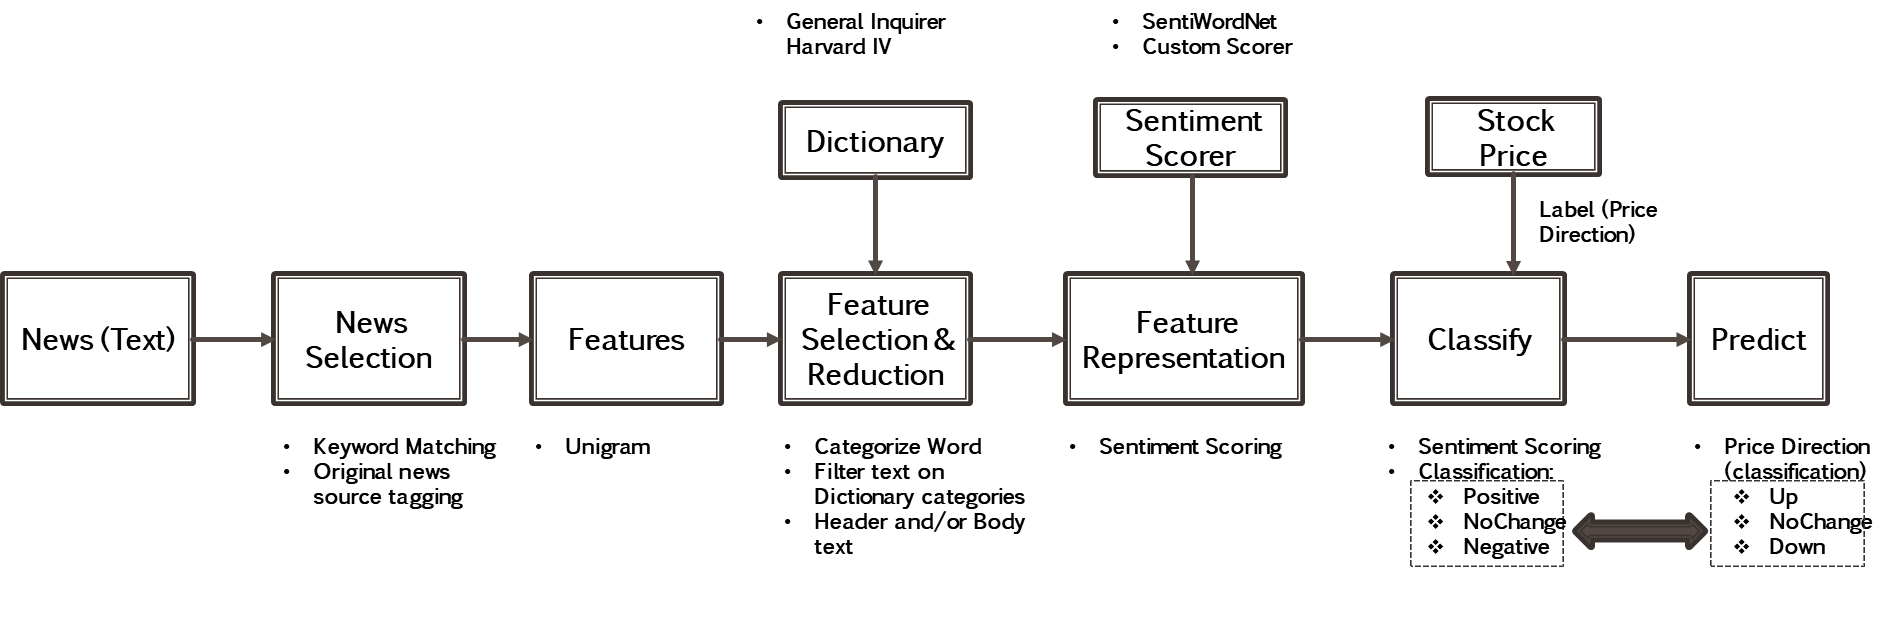 • General Inquirer
Harvard IV
• SentiWordNet
• Custom Scorer
Dictionary
Sentiment
Scorer
Stock
Price
Label (Price
Direction)
News (Text)
News
Selection
Features
Feature
Selection &
Reduction
Feature
Representation
Classify
Predict
• Keyword Matching
• Original news
source tagging
• Unigram
• Categorize Word
• Filter text on
Dictionary categories
• Header and/or Body
text
• Sentiment Scoring
• Sentiment Scoring
• Classification:
❖ Positive
❖ NoChange
❖ Negative
• Price Direction
(classification)
❖ Up
❖ NoChange
❖ Down